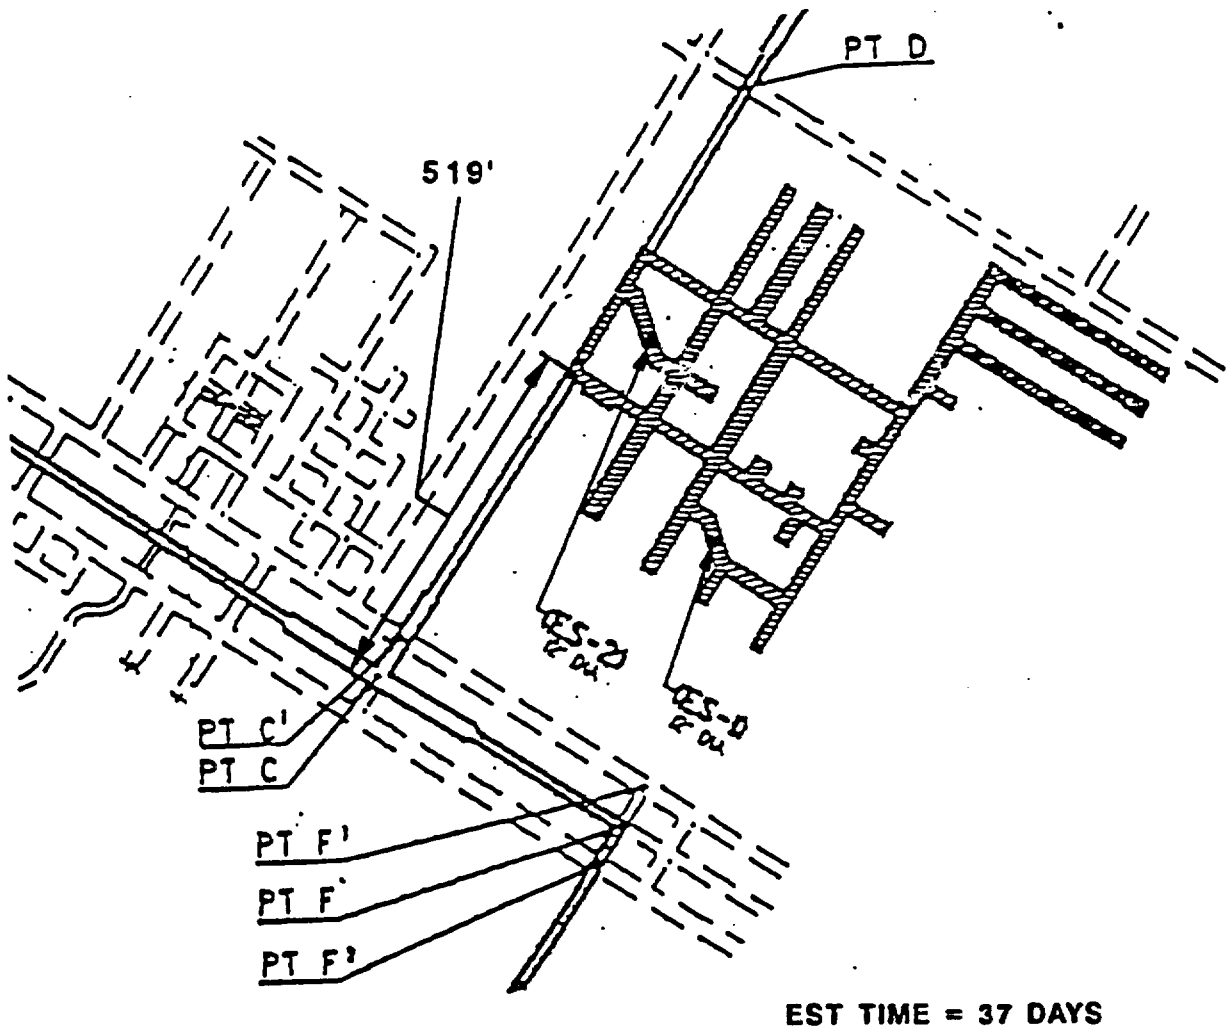 PT D
519'
PT C'
PT C
PT F'
PT F
PT F²
EST TIME = 37 DAYS